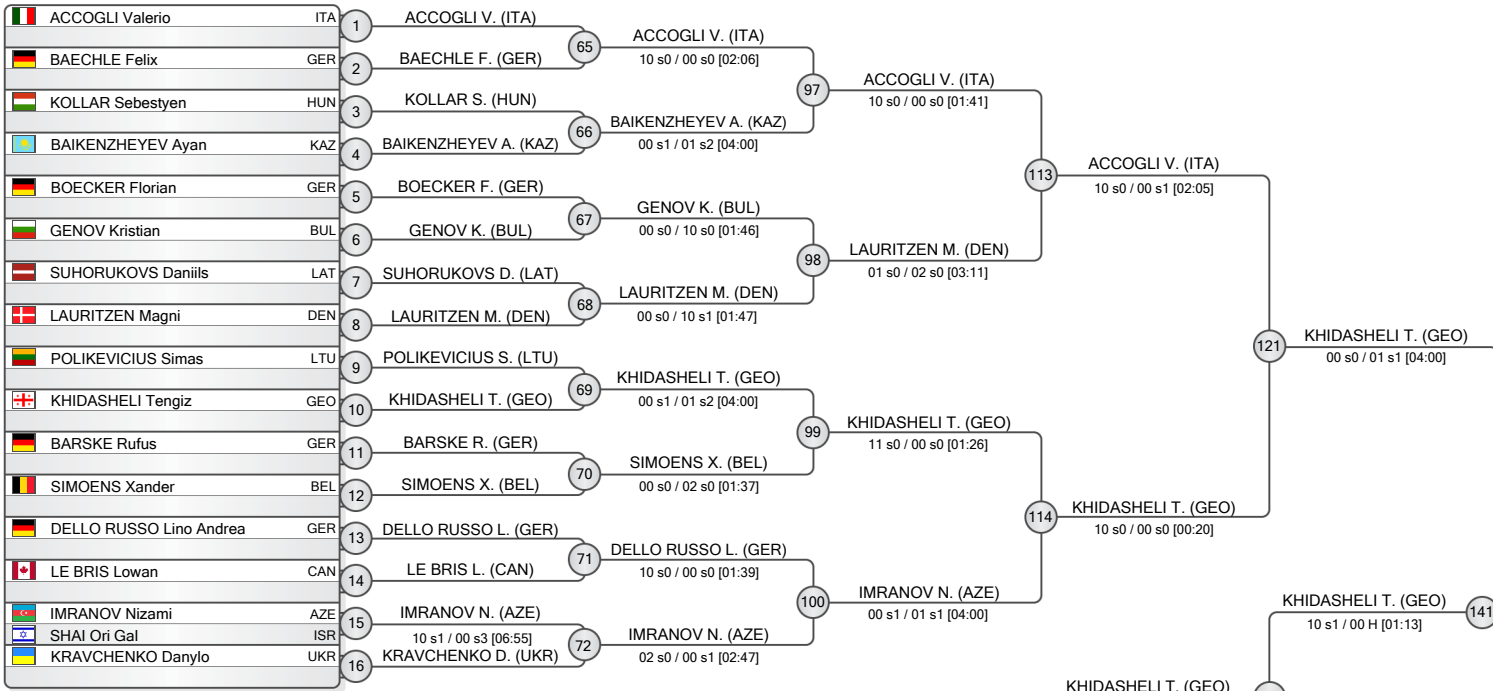 ACCOGLI Valerio ITA
BAECHLE Felix GER
KOLLAR Sebestyen HUN
BAIKENZHEYEV Ayan KAZ
BOECKER Florian GER
GENOV Kristian BUL
SUHORUKOVS Daniils LAT
LAURITZEN Magni DEN
POLIKEVICIUS Simas LTU
KHIDASHELI Tengiz GEO
BARSKE Rufus GER
SIMOENS Xander BEL
DELLO RUSSO Lino Andrea GER
LE BRIS Lowan CAN
IMRANOV Nizami AZE
SHAI Ori Gal ISR
KRAVCHENKO Danylo UKR
1 ACCOGLI V. (ITA)
2 BAECHLE F. (GER)
3 KOLLAR S. (HUN)
4 BAIKENZHEYEV A. (KAZ)
5 BOECKER F. (GER)
6 GENOV K. (BUL)
7 SUHORUKOVS D. (LAT)
8 LAURITZEN M. (DEN)
9 POLIKEVICIUS S. (LTU)
10 KHIDASHELI T. (GEO)
11 BARSKE R. (GER)
12 SIMOENS X. (BEL)
13 DELLO RUSSO L. (GER)
14 LE BRIS L. (CAN)
15 IMRANOV N. (AZE)
10 s1 / 00 s3 [06:55]
16 KRAVCHENKO D. (UKR)
65 ACCOGLI V. (ITA)
10 s0 / 00 s0 [02:06]
66 BAIKENZHEYEV A. (KAZ)
00 s1 / 01 s2 [04:00]
67 GENOV K. (BUL)
00 s0 / 10 s0 [01:46]
68 LAURITZEN M. (DEN)
00 s0 / 10 s1 [01:47]
69 KHIDASHELI T. (GEO)
00 s1 / 01 s2 [04:00]
70 SIMOENS X. (BEL)
00 s0 / 02 s0 [01:37]
71 DELLO RUSSO L. (GER)
10 s0 / 00 s0 [01:39]
72 IMRANOV N. (AZE)
02 s0 / 00 s1 [02:47]
97 ACCOGLI V. (ITA)
10 s0 / 00 s0 [01:41]
98 LAURITZEN M. (DEN)
01 s0 / 02 s0 [03:11]
99 KHIDASHELI T. (GEO)
11 s0 / 00 s0 [01:26]
100 IMRANOV N. (AZE)
00 s1 / 01 s1 [04:00]
113 ACCOGLI V. (ITA)
10 s0 / 00 s1 [02:05]
114 KHIDASHELI T. (GEO)
10 s0 / 00 s0 [00:20]
121 KHIDASHELI T. (GEO)
00 s0 / 01 s1 [04:00]
KHIDASHELI T. (GEO) 141
10 s1 / 00 H [01:13]
KHIDASHELI T. (GEO)